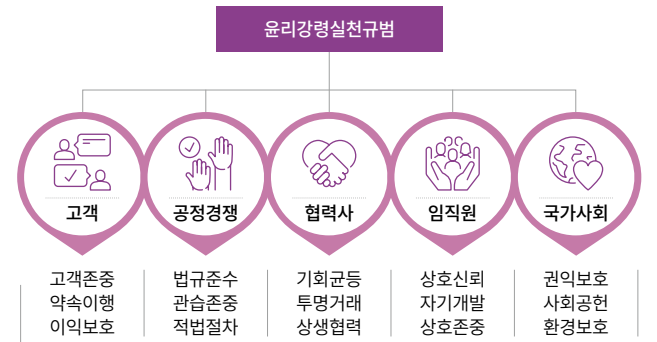 윤리강령실천규범
고객
공정경쟁
협력사
임직원
국가사회
고객존중
약속이행
이익보호
법규준수
관습존중
적법절차
기회균등
투명거래
상생협력
상호신뢰
자기개발
상호존중
권익보호
사회공헌
환경보호